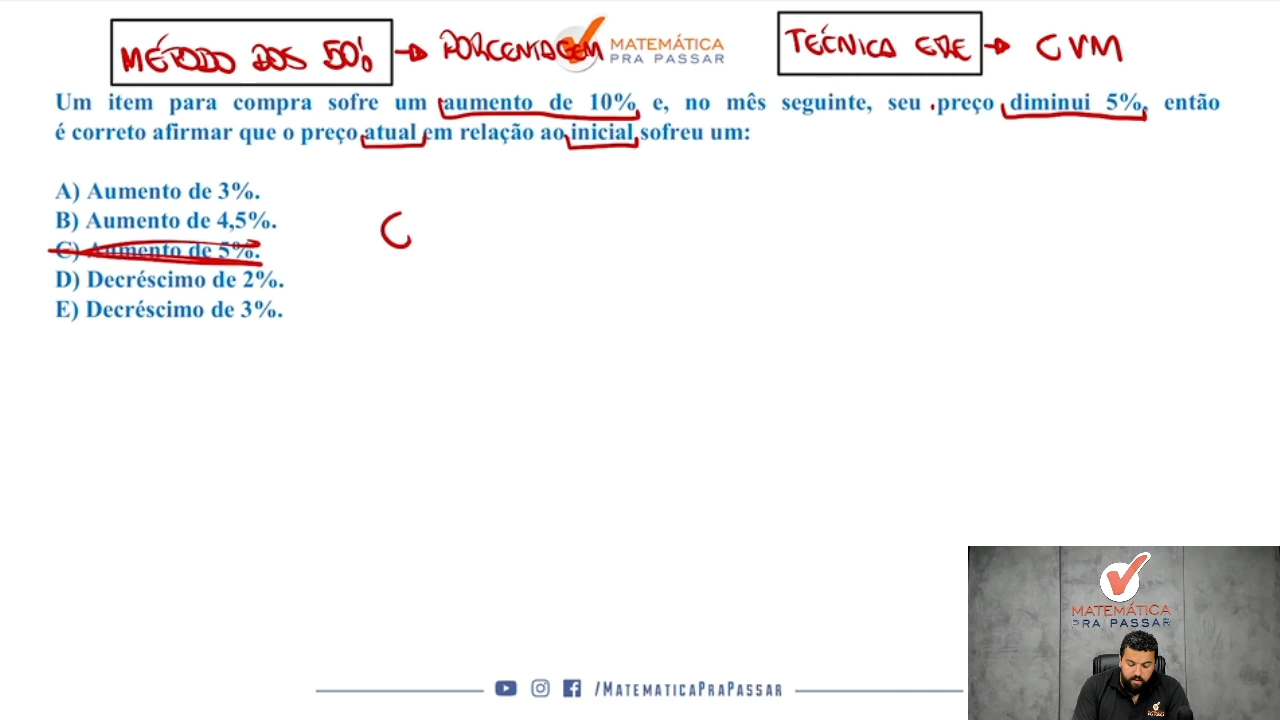 MÉTODO DOS 50% → PORCENTAGEM
MATEMÁTICA
PRA PASSAR
TÉCNICA → CVM
Um item para compra sofre um aumento de 10% e, no mês seguinte, seu preço diminui 5%, então
é correto afirmar que o preço atual em relação ao inicial sofreu um:
A) Aumento de 3%.
B) Aumento de 4,5%.
C) Aumento de 5%.
D) Decréscimo de 2%.
E) Decréscimo de 3%.
C
MATEMÁTICA
PRA PASSAR
/MATEMATICAPRAPASSAR